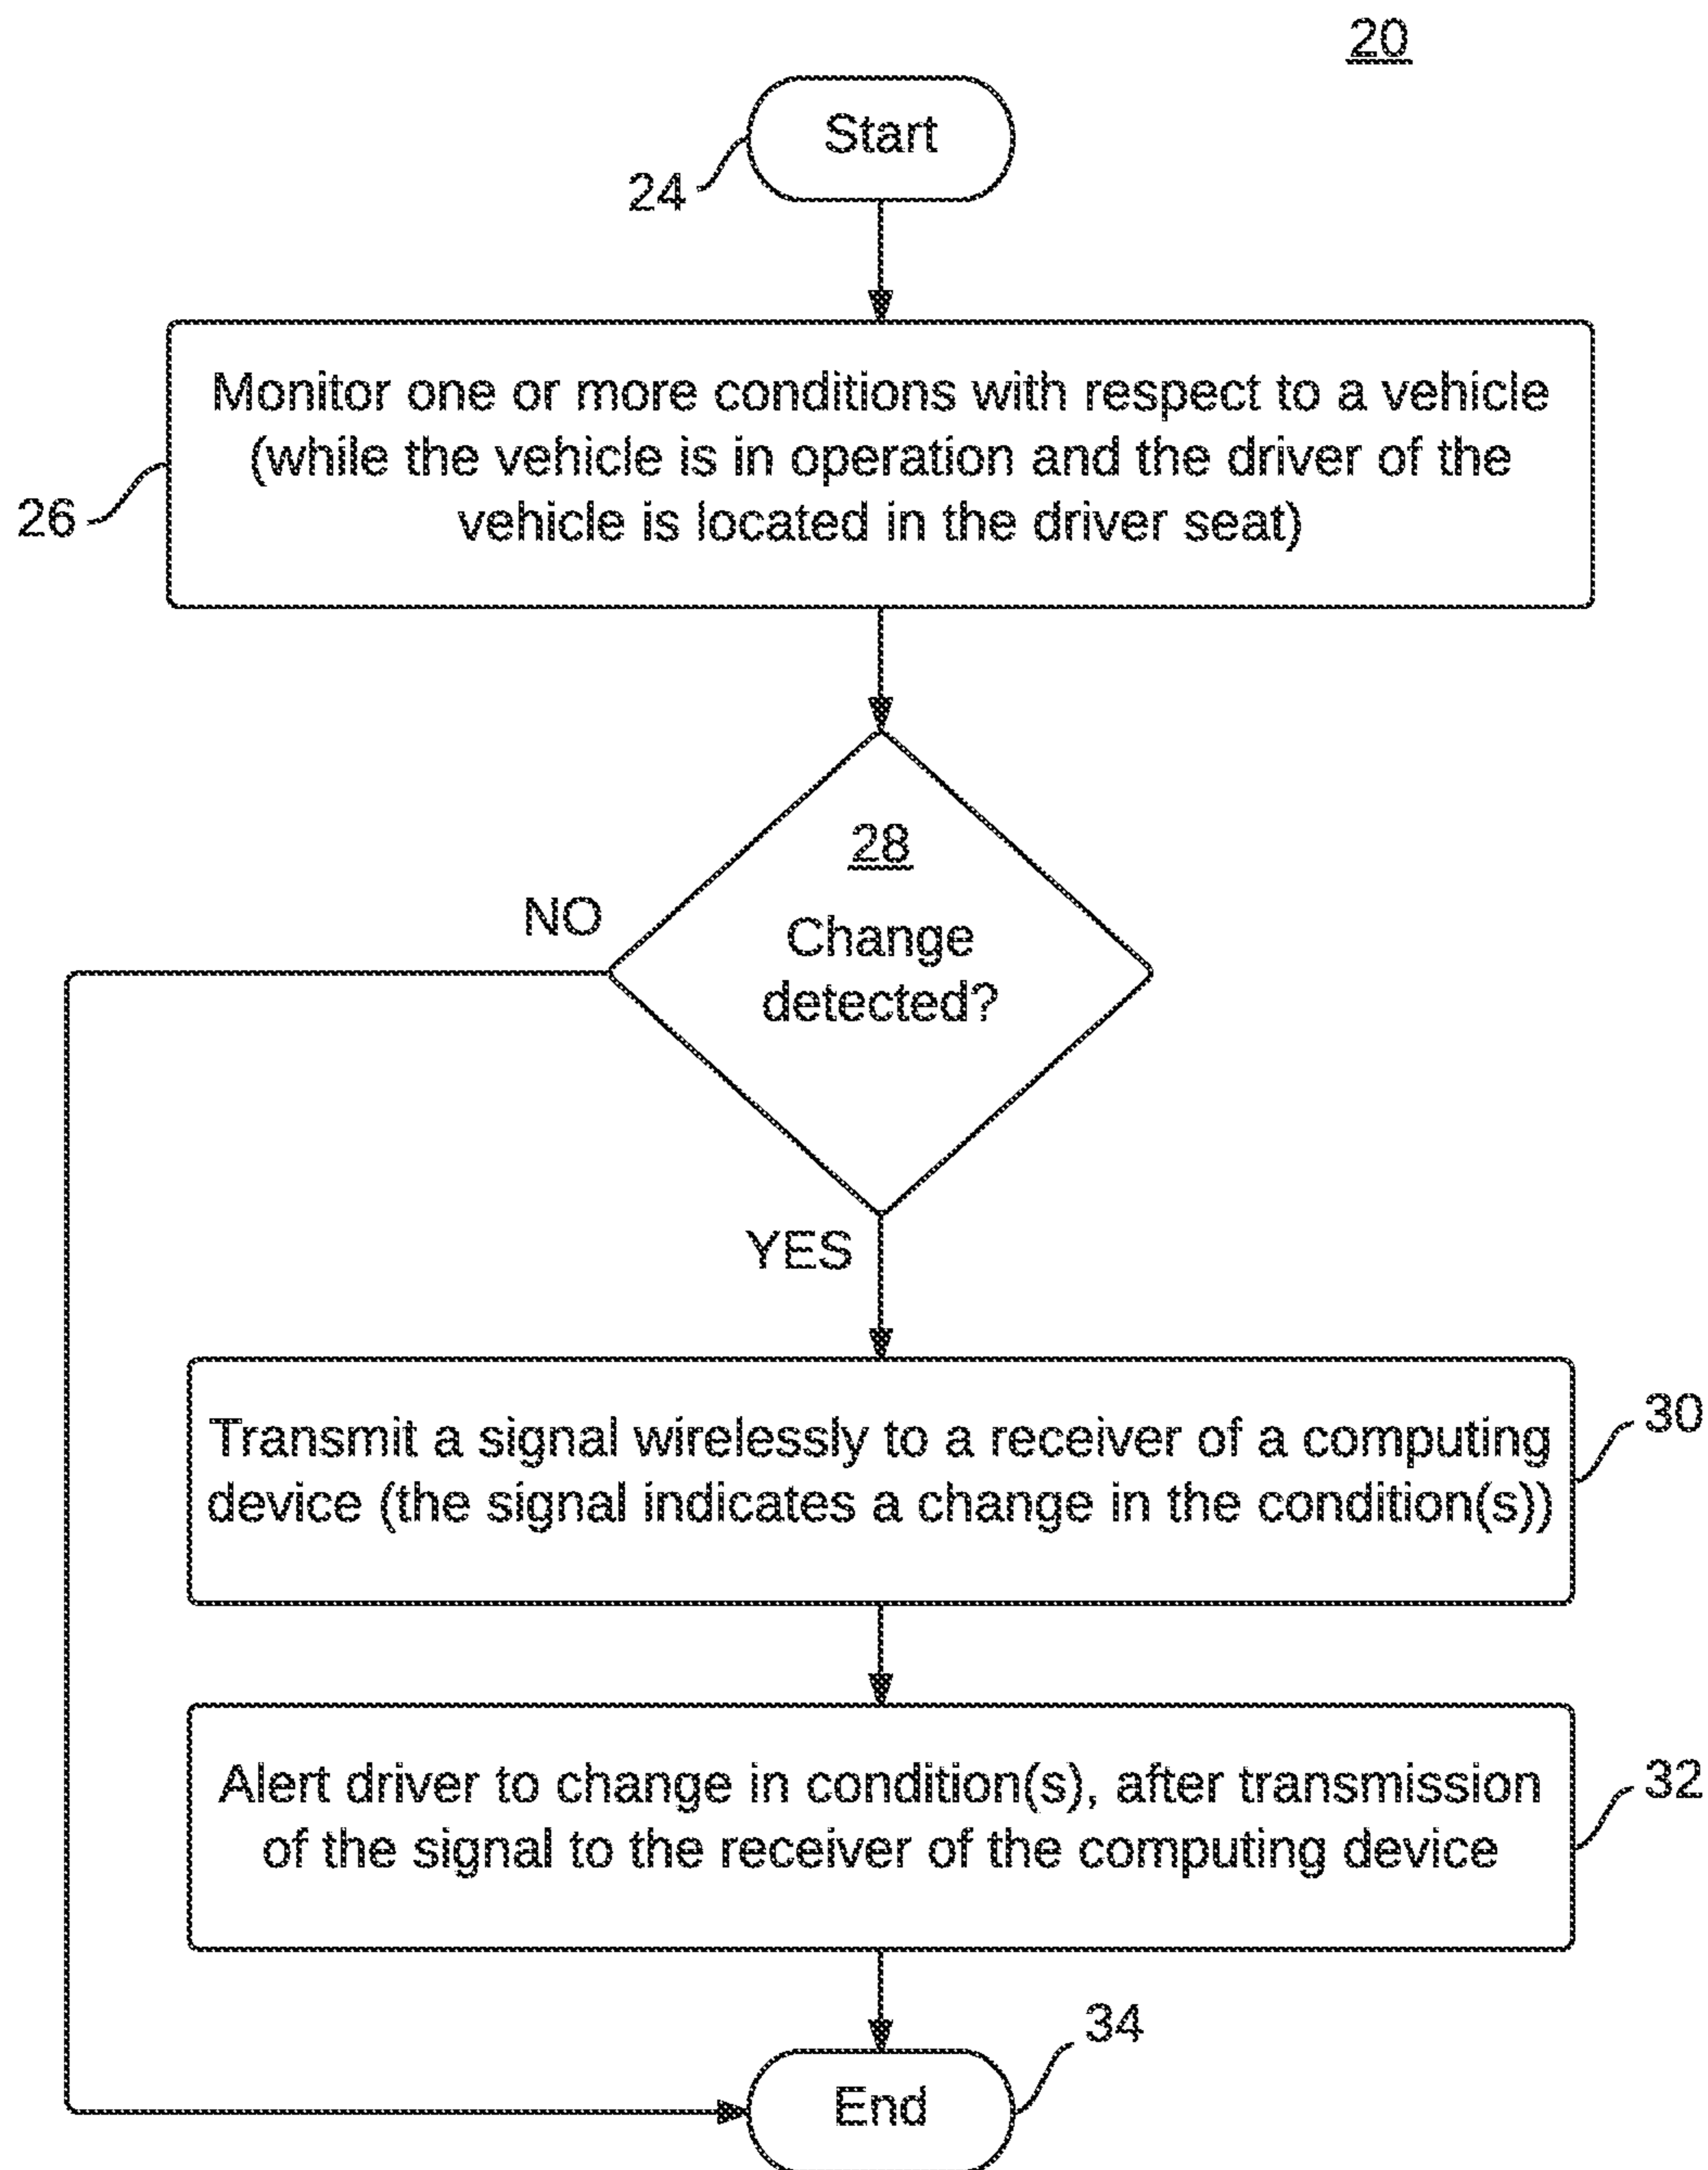 20
Start
24
Monitor one or more conditions with respect to a vehicle
(while the vehicle is in operation and the driver of the
vehicle is located in the driver seat)
26
28
Change
detected?
NO
YES
Transmit a signal wirelessly to a receiver of a computing
device (the signal indicates a change in the condition(s))
30
Alert driver to change in condition(s), after transmission
of the signal to the receiver of the computing device
32
34
End